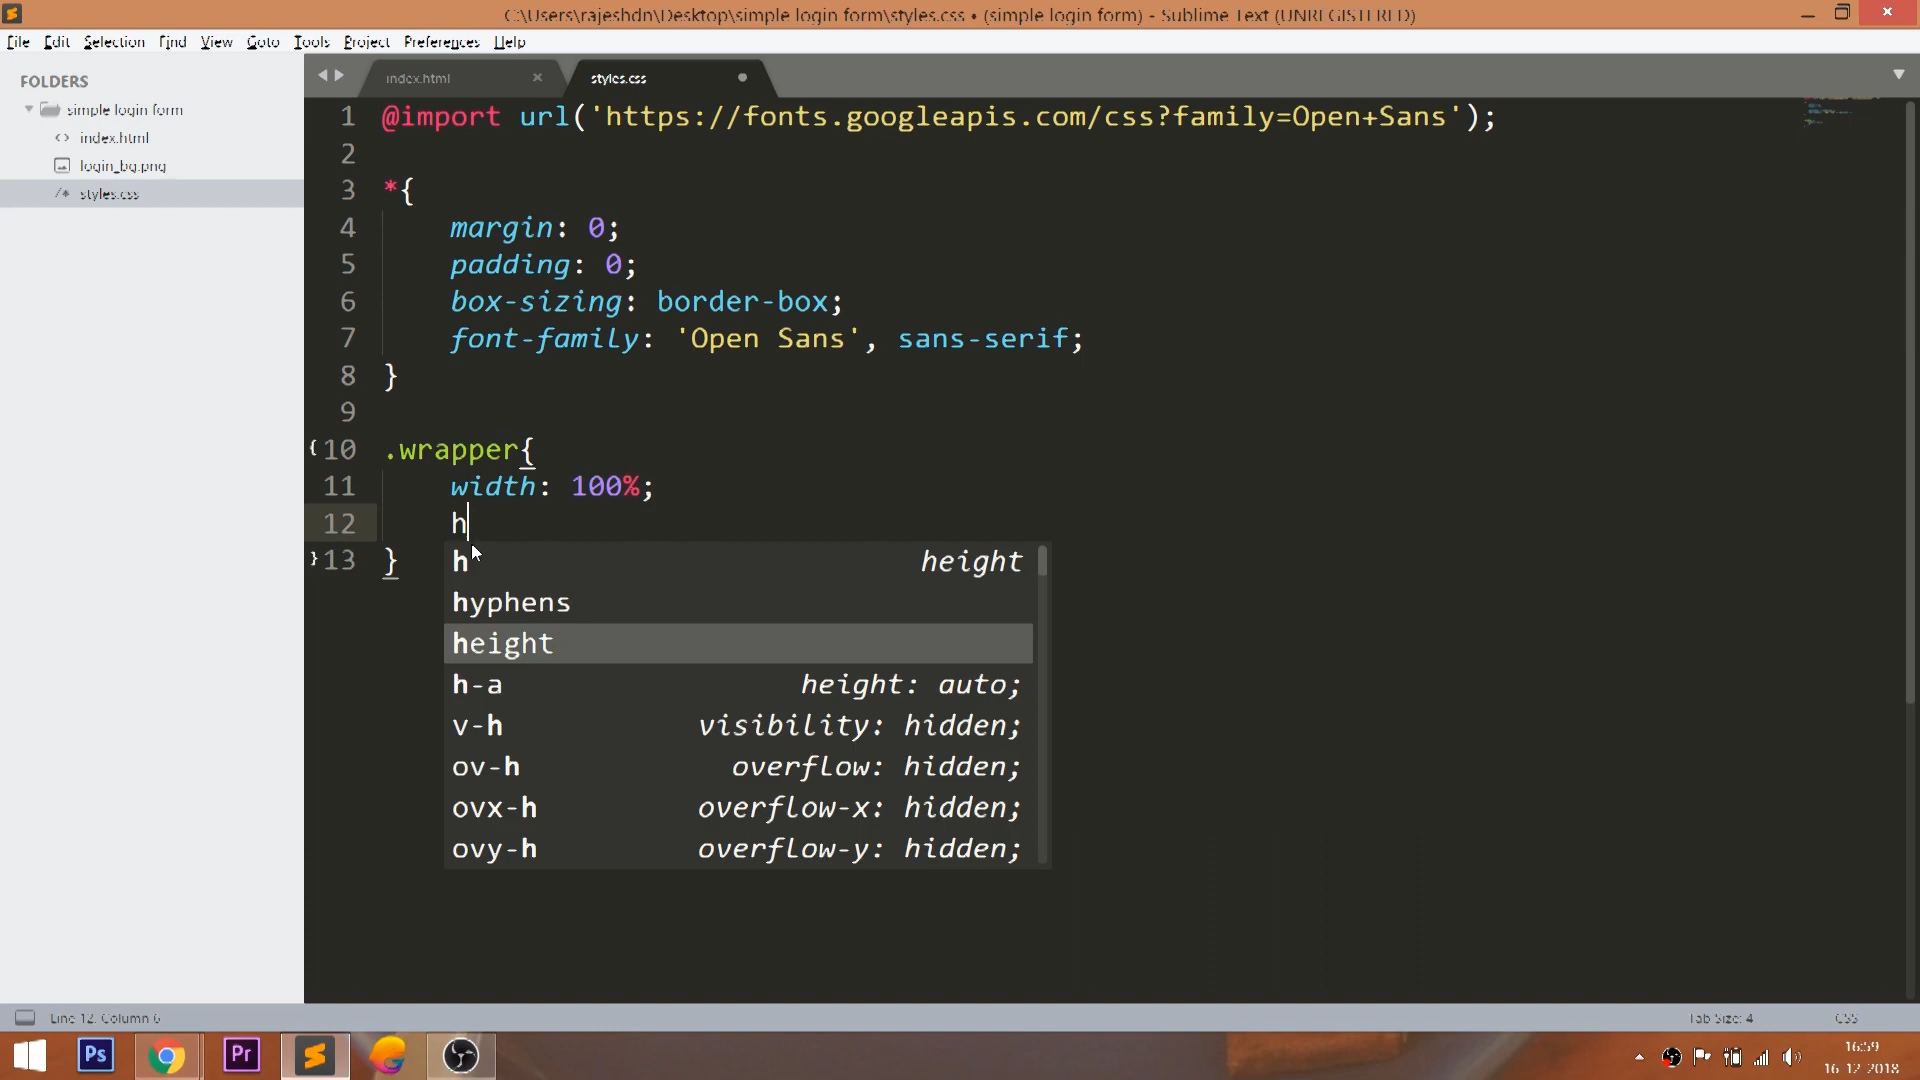 C:\Users\rajeshdn\Desktop\simple login form\styles.css • (simple login form) - Sublime Text (UNREGISTERED)
File Edit Selection Find View Goto Tools Project Preferences Help
FOLDERS
simple login form
<> index.html
login_bg.png
/* styles.css
index.html × styles.css
1 @import url('https://fonts.googleapis.com/css?family=Open+Sans');
2
3 *{
4 margin: 0;
5 padding: 0;
6 box-sizing: border-box;
7 font-family: 'Open Sans', sans-serif;
8 }
9
{10 .wrapper{
11 width: 100%;
12 h
}13 }
h height
hyphens
height
h-a height: auto;
v-h visibility: hidden;
ov-h overflow: hidden;
ovx-h overflow-x: hidden;
ovy-h overflow-y: hidden;
Line 12, Column 6 Tab Size: 4 CSS
Ps Pr
16:59
16-12-2018